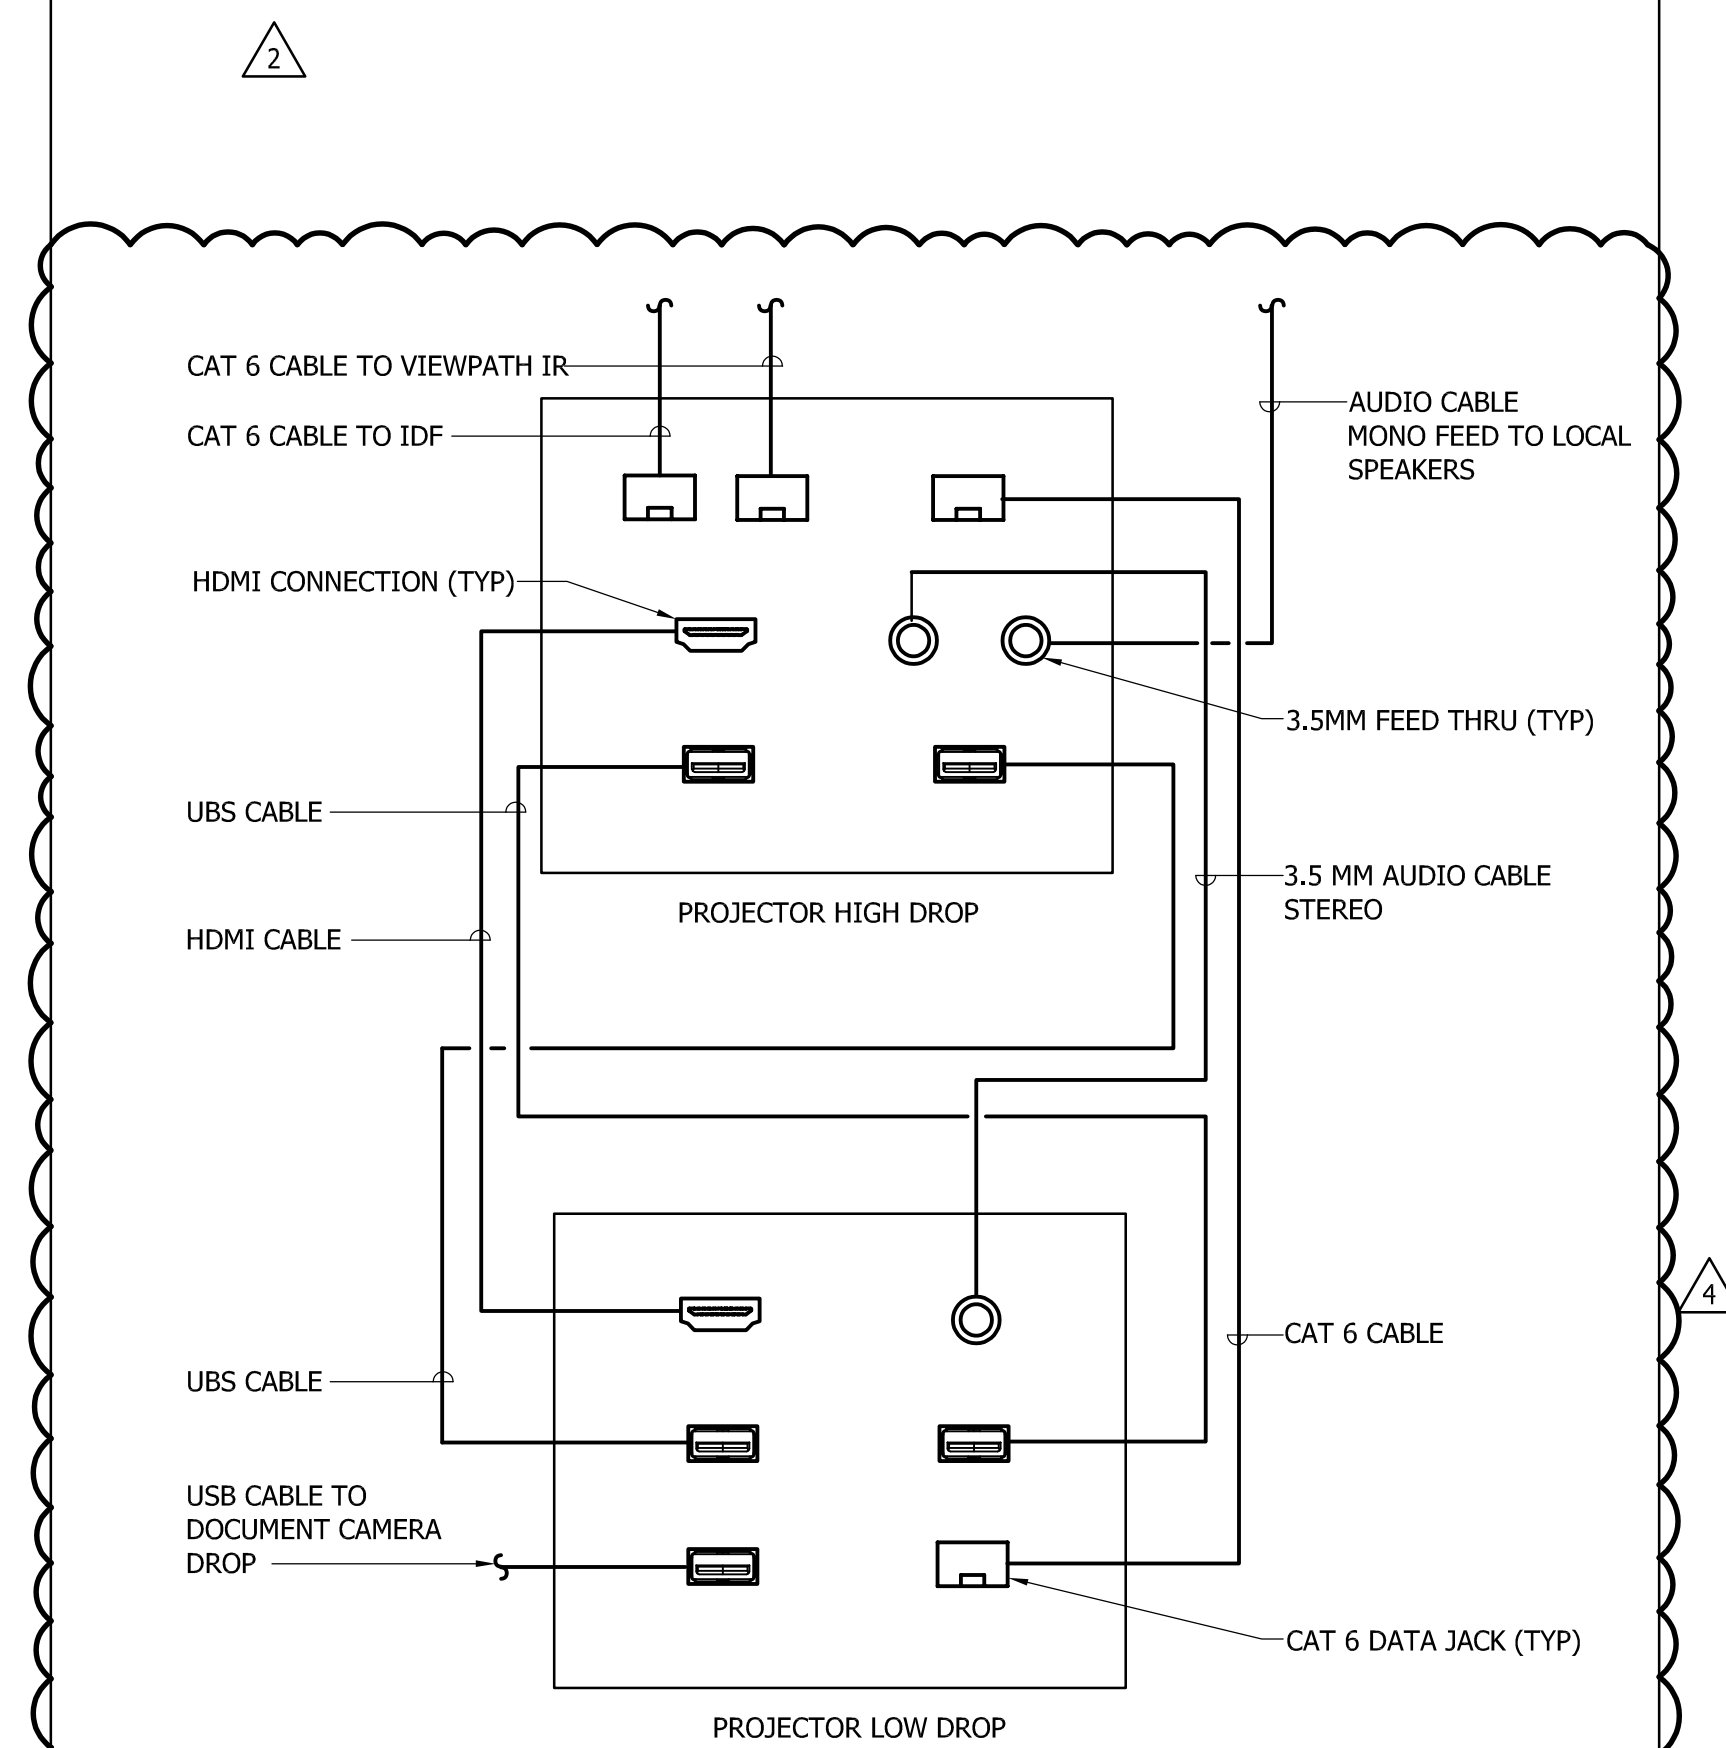 2
CAT 6 CABLE TO VIEWPATH IR
CAT 6 CABLE TO IDF
AUDIO CABLE
MONO FEED TO LOCAL
SPEAKERS
HDMI CONNECTION (TYP)
3.5MM FEED THRU (TYP)
UBS CABLE
3.5 MM AUDIO CABLE
STEREO
PROJECTOR HIGH DROP
HDMI CABLE
4
CAT 6 CABLE
UBS CABLE
USB CABLE TO
DOCUMENT CAMERA
DROP
CAT 6 DATA JACK (TYP)
PROJECTOR LOW DROP